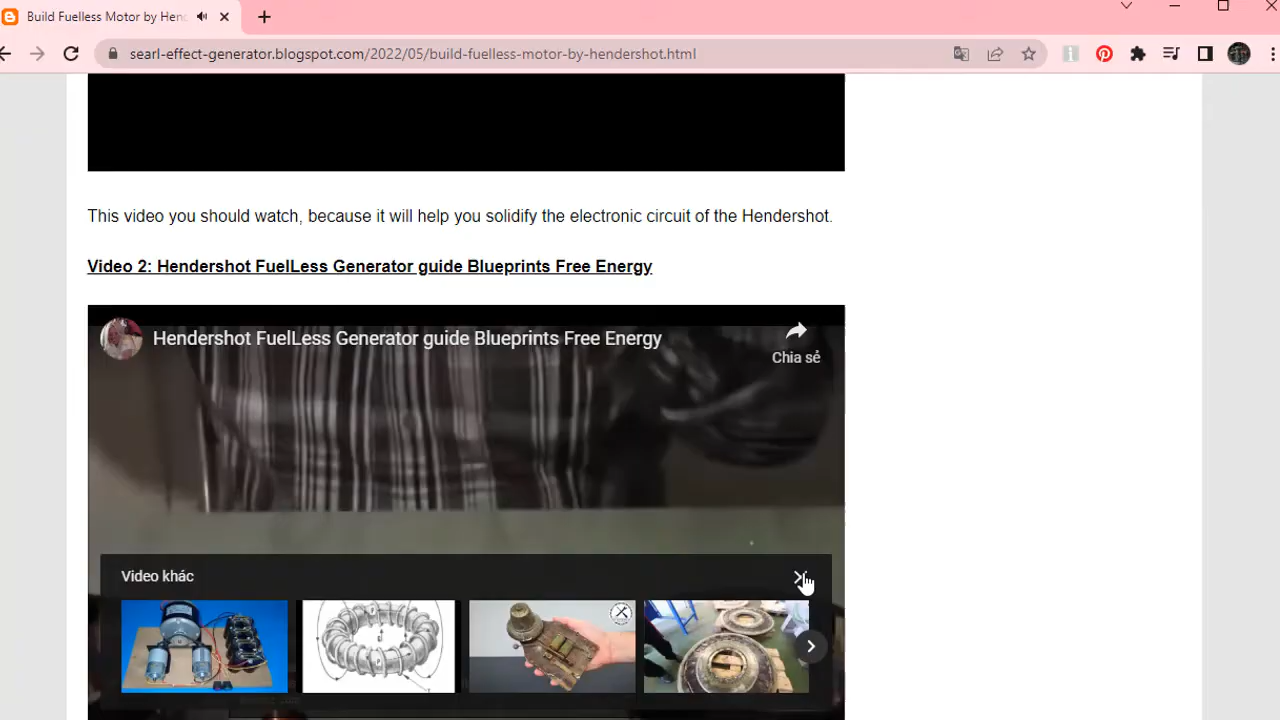 Build Fuelless Motor by Hend
searl-effect-generator.blogspot.com/2022/05/build-fuelless-motor-by-hendershot.html
This video you should watch, because it will help you solidify the electronic circuit of the Hendershot.
Video 2: Hendershot FuelLess Generator guide Blueprints Free Energy
Hendershot FuelLess Generator guide Blueprints Free Energy
Chia sẻ
Video khác